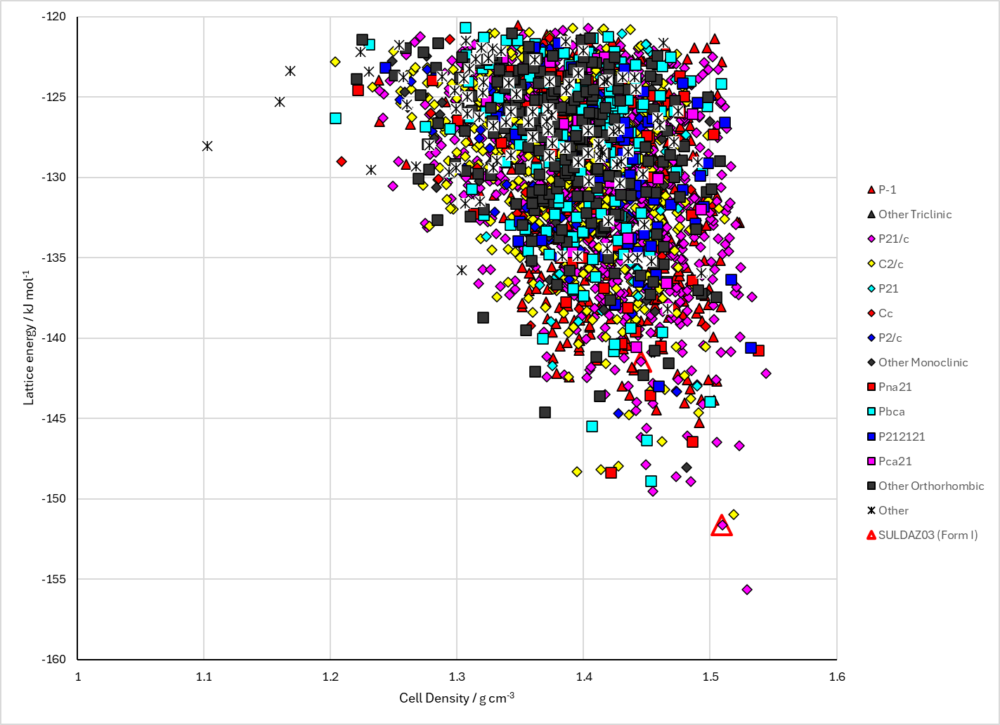 -120
-125
-130
-135
-140
-145
-150
-155
-160
Lattice energy / kJ mol⁻¹
1 1.1 1.2 1.3 1.4 1.5 1.6
Cell Density / g cm⁻³
P-1
Other Triclinic
P21/c
C2/c
P21
Cc
P2/c
Other Monoclinic
Pna21
Pbca
P212121
Pca21
Other Orthorhombic
Other
SULDAZ03 (Form I)